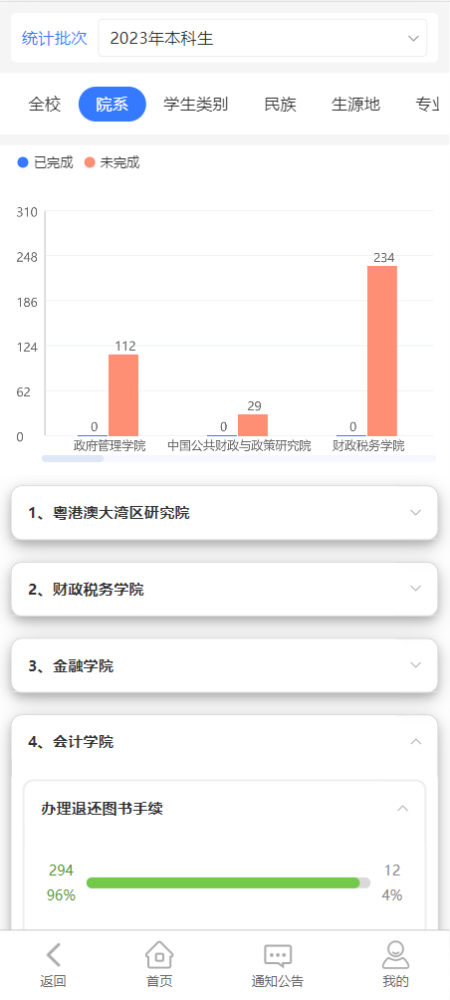 统计批次 2023年本科生
全校 院系 学生类别 民族 生源地 专业
已完成 未完成
310
248
186
124
62
0
0 112
0 29
0 234
政府管理学院 中国公共财政与政策研究院 财政税务学院
1、粤港澳大湾区研究院
2、财政税务学院
3、金融学院
4、会计学院
办理退还图书手续
294 12
96% 4%
返回 首页 通知公告 我的